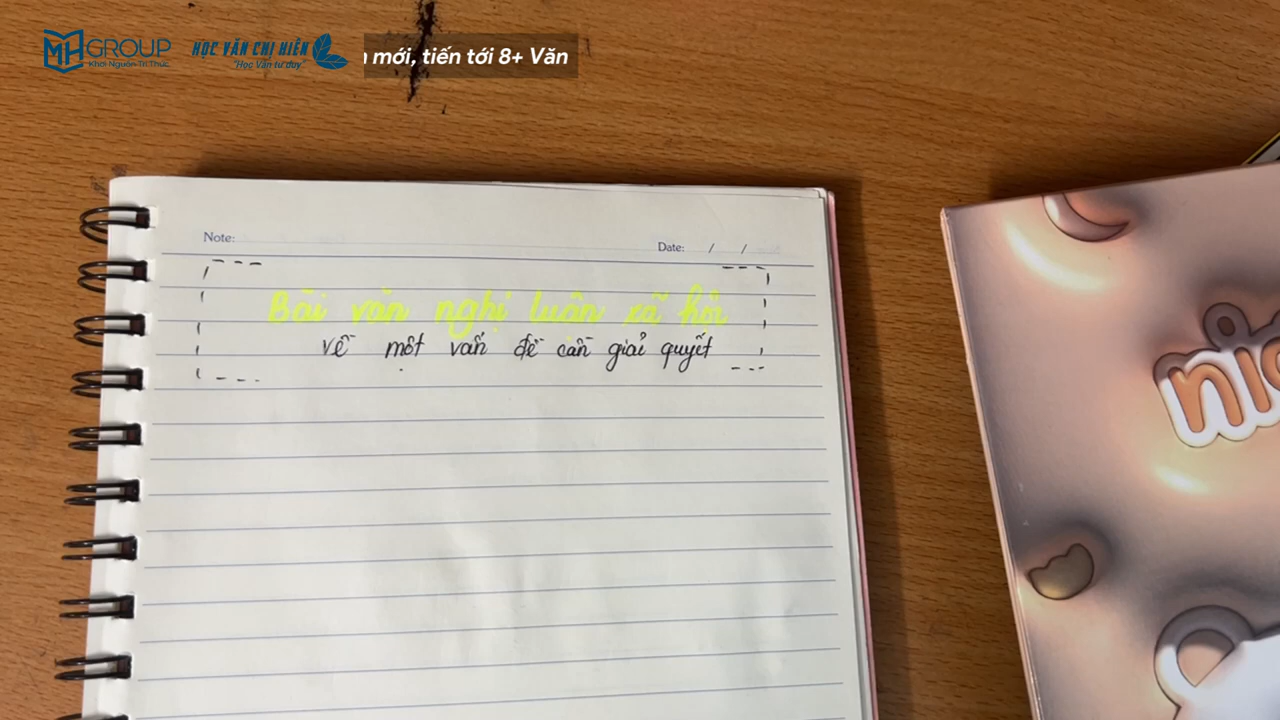 MH GROUP
Khơi Nguồn Tri Thức
HỌC VĂN CHỊ HIÊN
"Học Văn tư duy"
mới, tiến tới 8+ Văn
Note:
Date: / /
Bài văn nghị luận xã hội
về một vấn đề cần giải quyết